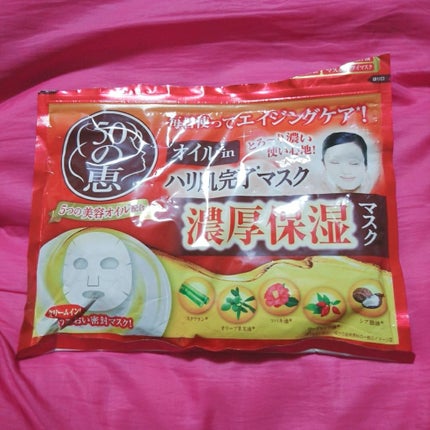 毎日使ってエイジングケア!
50の恵
オイルin
とろ〜り濃い
使い心地!
ハリ肌完了マスク
5つの美容オイル配合
濃厚保湿マスク
クリームイン!
密封マスク!
スクワラン*
オリーブ果実油*
ツバキ油*
シア脂油*